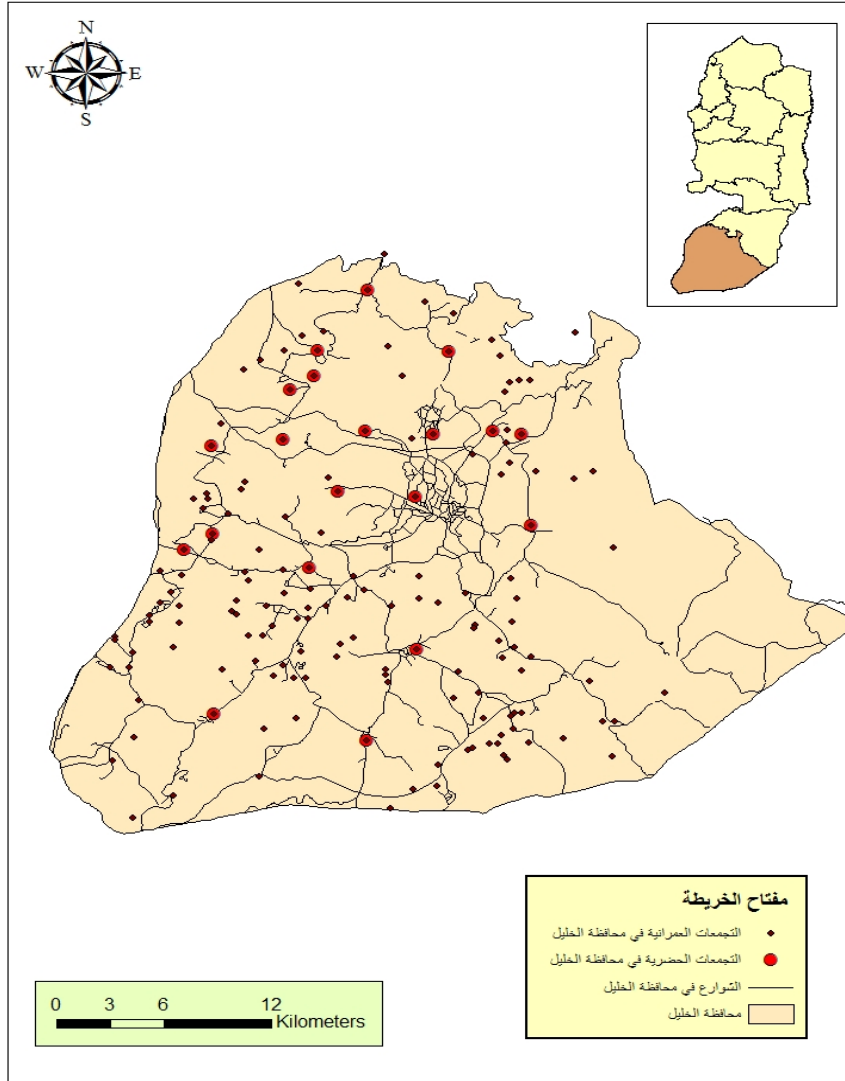 N
W E
S
مفتاح الخريطة
التجمعات العمرانية في محافظة الخليل
التجمعات الحضرية في محافظة الخليل
الشوارع في محافظة الخليل
محافظة الخليل
0 3 6 12
Kilometers